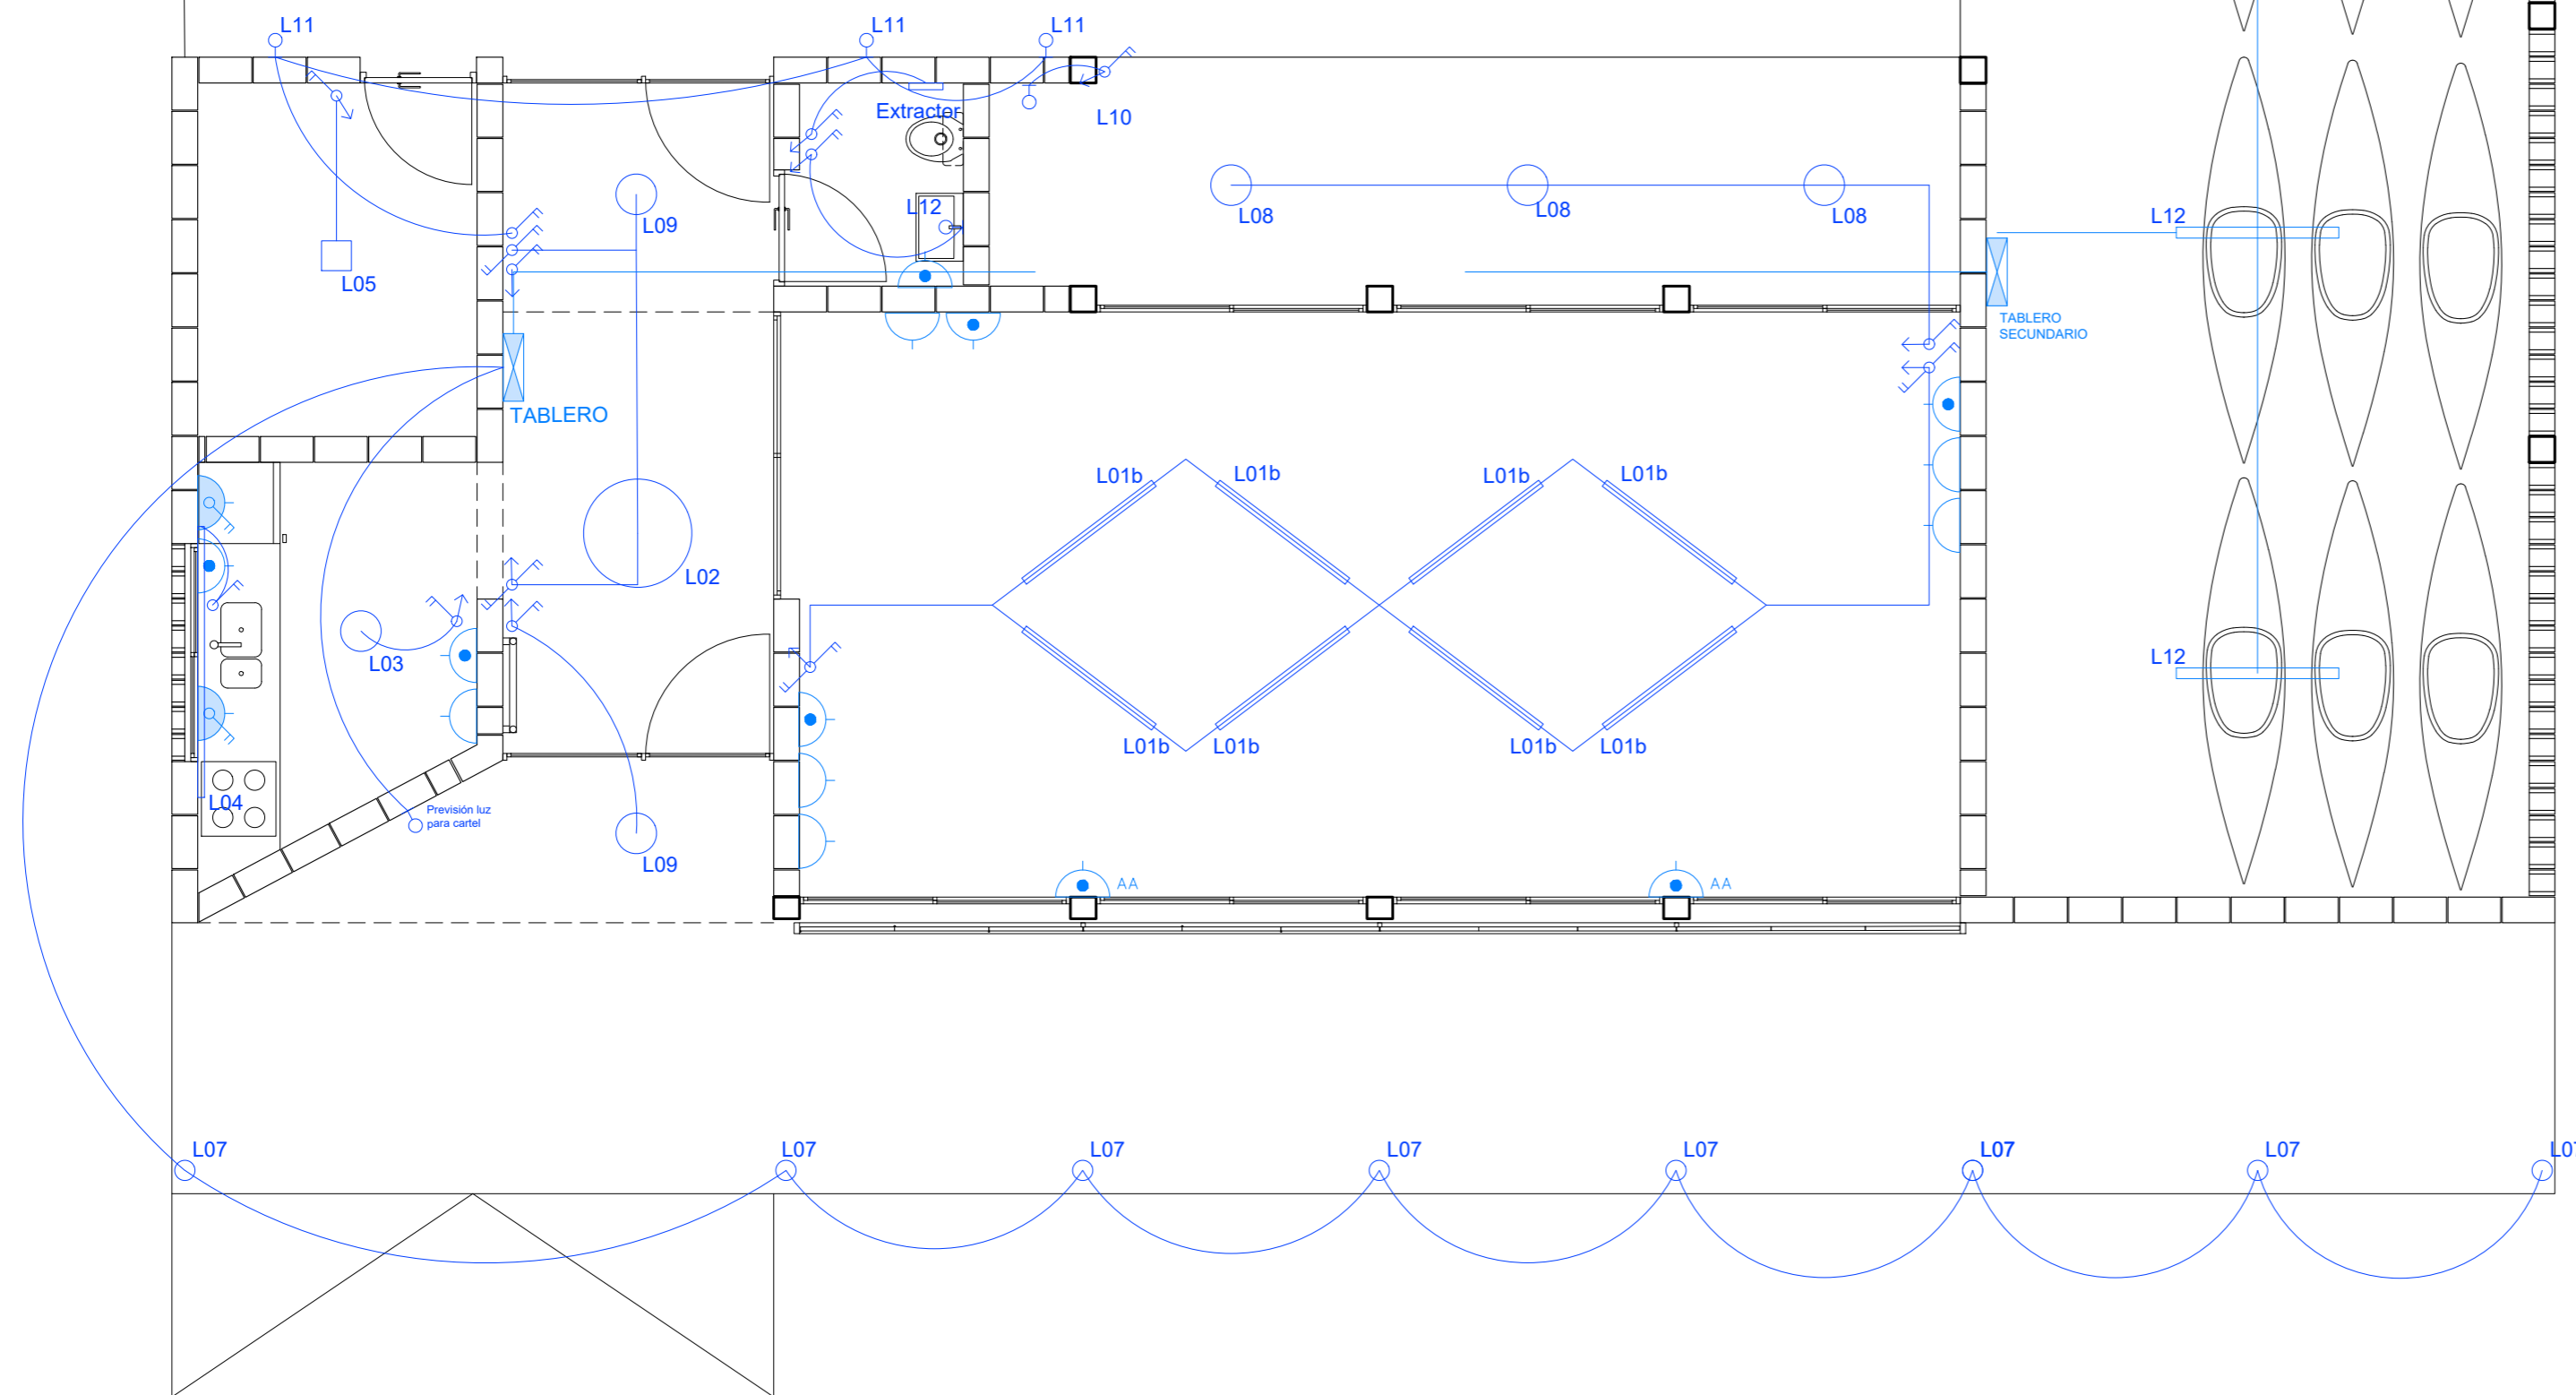 L11
L11
L11
Extractor
L10
L12
L09
L08
L08
L08
L12
L05
TABLERO
SECUNDARIO
TABLERO
L01b
L01b
L01b
L01b
L02
L03
L12
L01b
L01b
L01b
L01b
L04
Previsión luz
para cartel
L09
AA
AA
L07
L07
L07
L07
L07
L07
L07